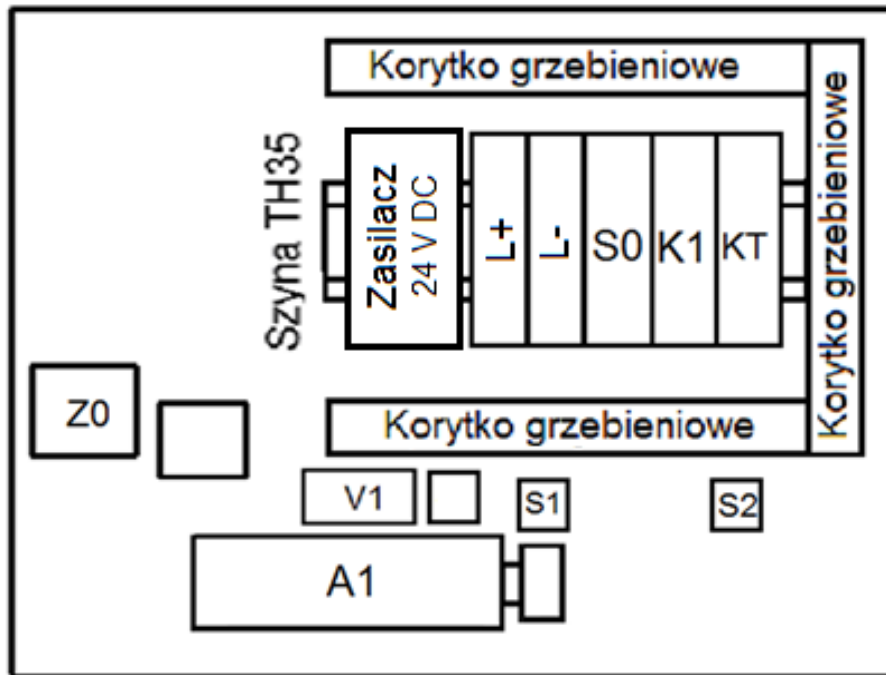 Korytko grzebieniowe
Korytko grzebieniowe
Szyna TH35
Zasilacz
24 V DC
L+
L-
S0
K1
KT
Z0
Korytko grzebieniowe
V1
S1
S2
A1